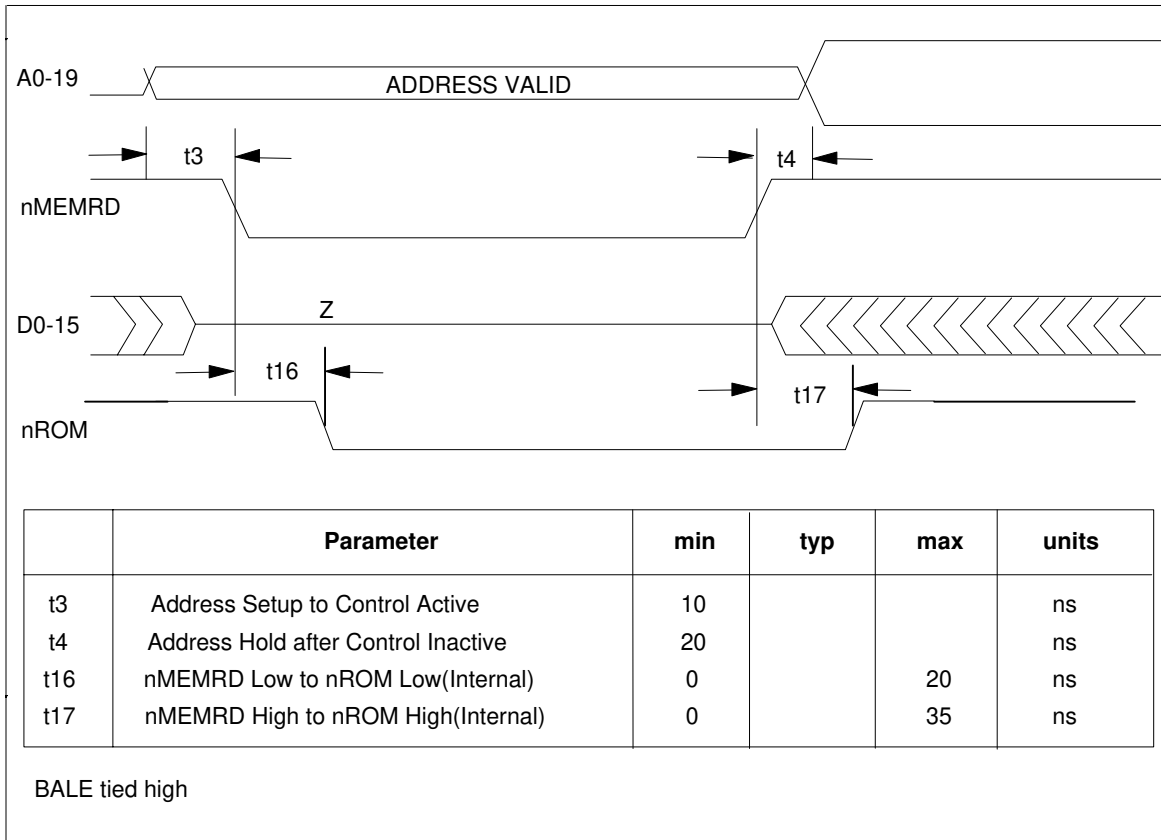 A0-19
ADDRESS VALID
t3
t4
nMEMRD
Z
D0-15
t16
t17
nROM
Parameter min typ max units
t3 Address Setup to Control Active 10 ns
t4 Address Hold after Control Inactive 20 ns
t16 nMEMRD Low to nROM Low(Internal) 0 20 ns
t17 nMEMRD High to nROM High(Internal) 0 35 ns
BALE tied high